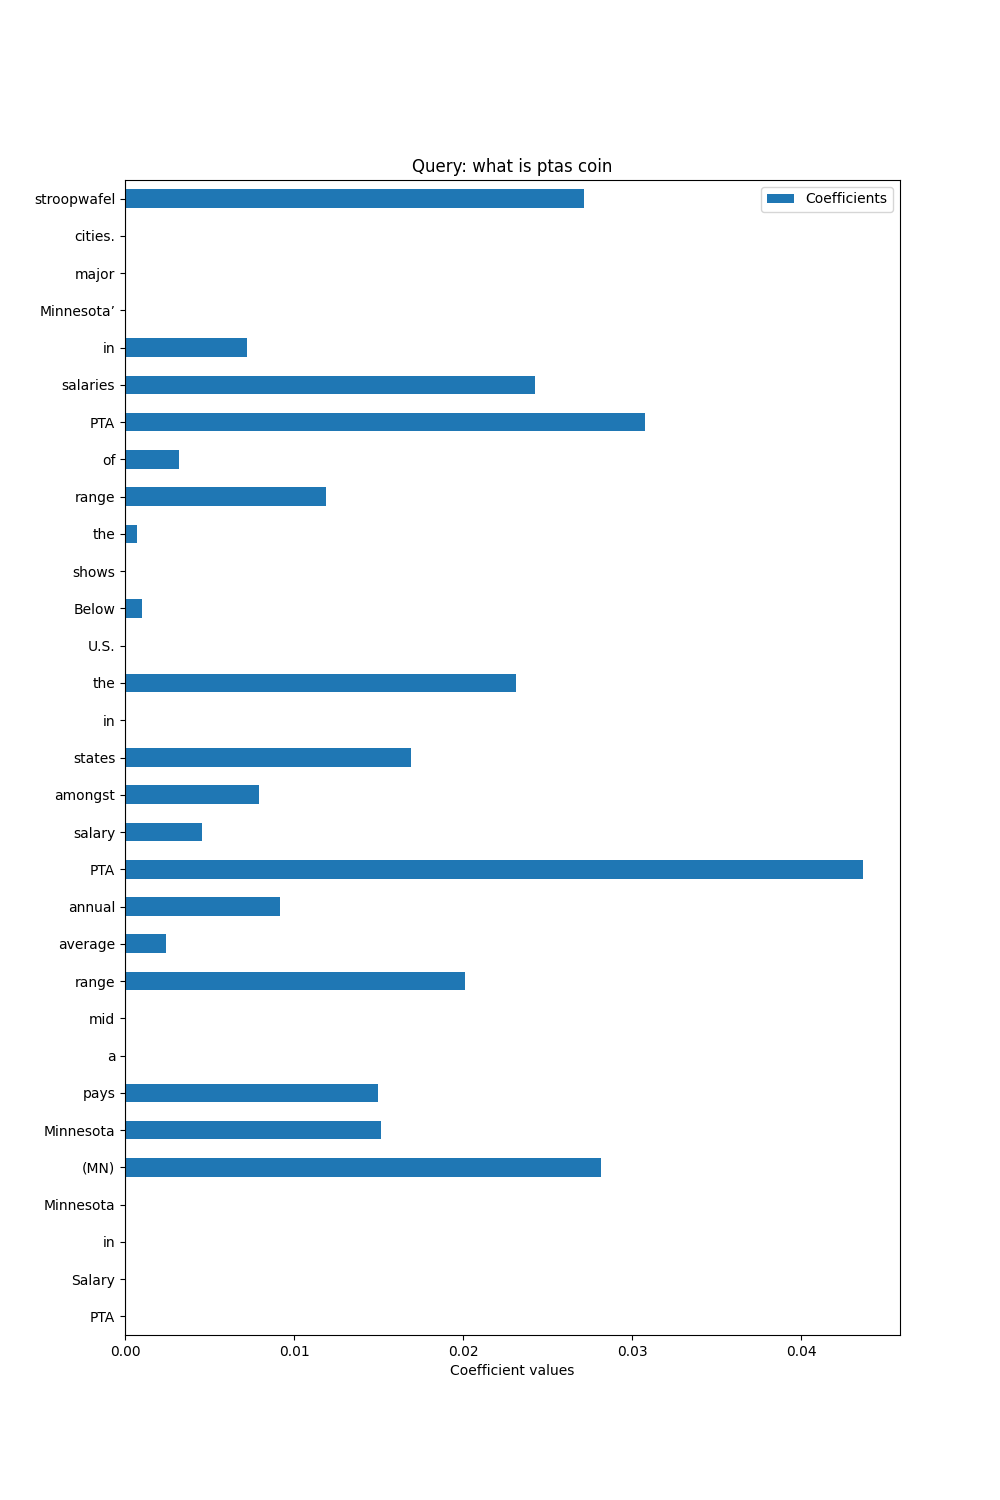 Query: what is ptas coin
Coefficients
stroopwafel
cities.
major
Minnesota’
in
salaries
PTA
of
range
the
shows
Below
U.S.
the
in
states
amongst
salary
PTA
annual
average
range
mid
a
pays
Minnesota
(MN)
Minnesota
in
Salary
PTA
0.00 0.01 0.02 0.03 0.04
Coefficient values